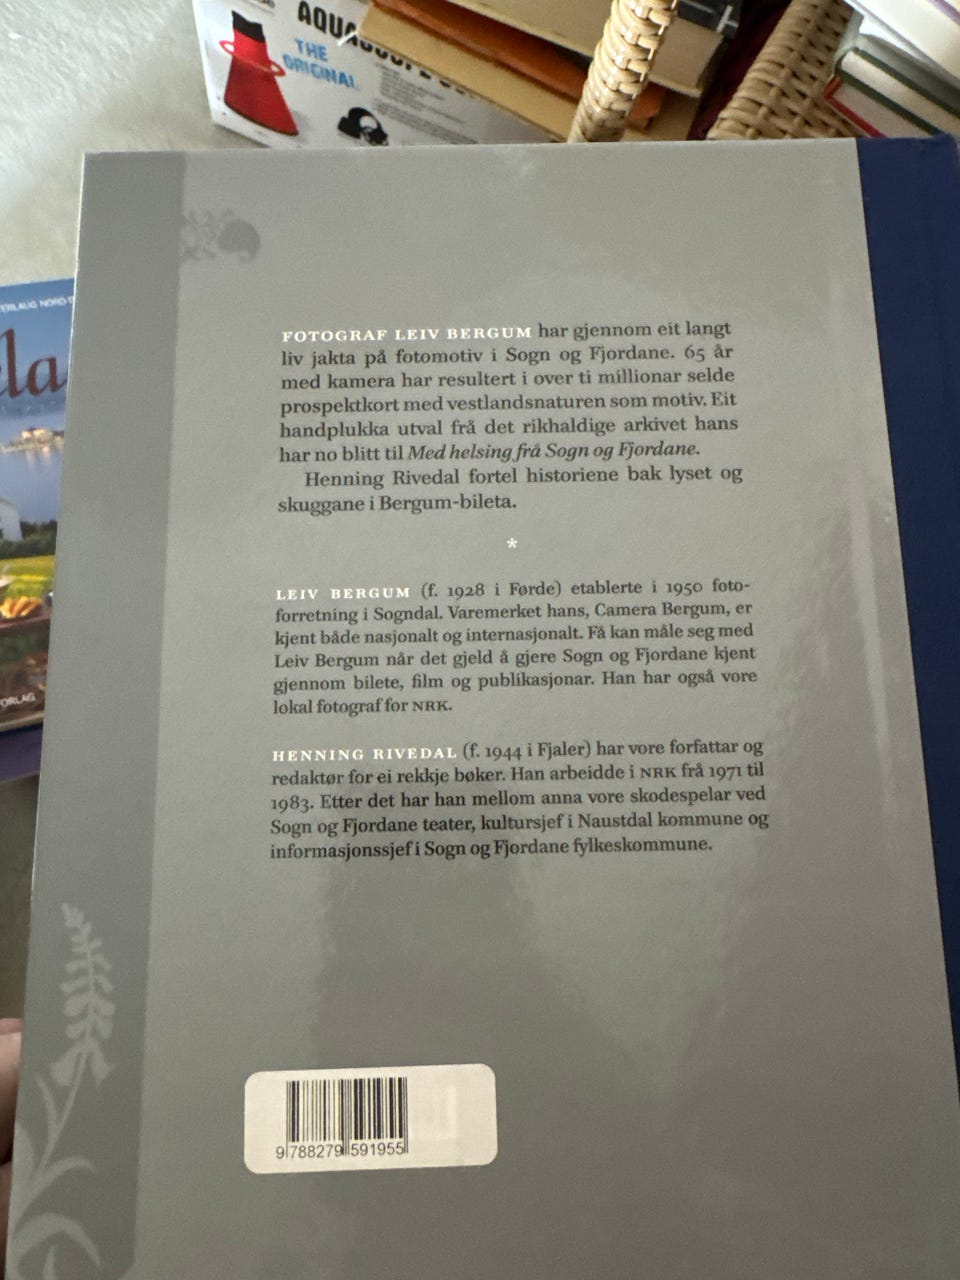 AQUASCOPE
THE
ORIGINAL
la
FOTOGRAF LEIV BERGUM har gjennom eit langt
liv jakta på fotomotiv i Sogn og Fjordane. 65 år
med kamera har resultert i over ti millionar selde
prospektkort med vestlandsnaturen som motiv. Eit
handplukka utval frå det rikhaldige arkivet hans
har no blitt til Med helsing frå Sogn og Fjordane.
Henning Rivedal fortel historiene bak lyset og
skuggane i Bergum-bileta.
*
LEIV BERGUM (f. 1928 i Førde) etablerte i 1950 foto-
forretning i Sogndal. Varemerket hans, Camera Bergum, er
kjent både nasjonalt og internasjonalt. Få kan måle seg med
Leiv Bergum når det gjeld å gjere Sogn og Fjordane kjent
gjennom bilete, film og publikasjonar. Han har også vore
lokal fotograf for NRK.
HENNING RIVEDAL (f. 1944 i Fjaler) har vore forfattar og
redaktør for ei rekkje bøker. Han arbeidde i NRK frå 1971 til
1983. Etter det har han mellom anna vore skodespelar ved
Sogn og Fjordane teater, kultursjef i Naustdal kommune og
informasjonssjef i Sogn og Fjordane fylkeskommune.
9 788279 591955